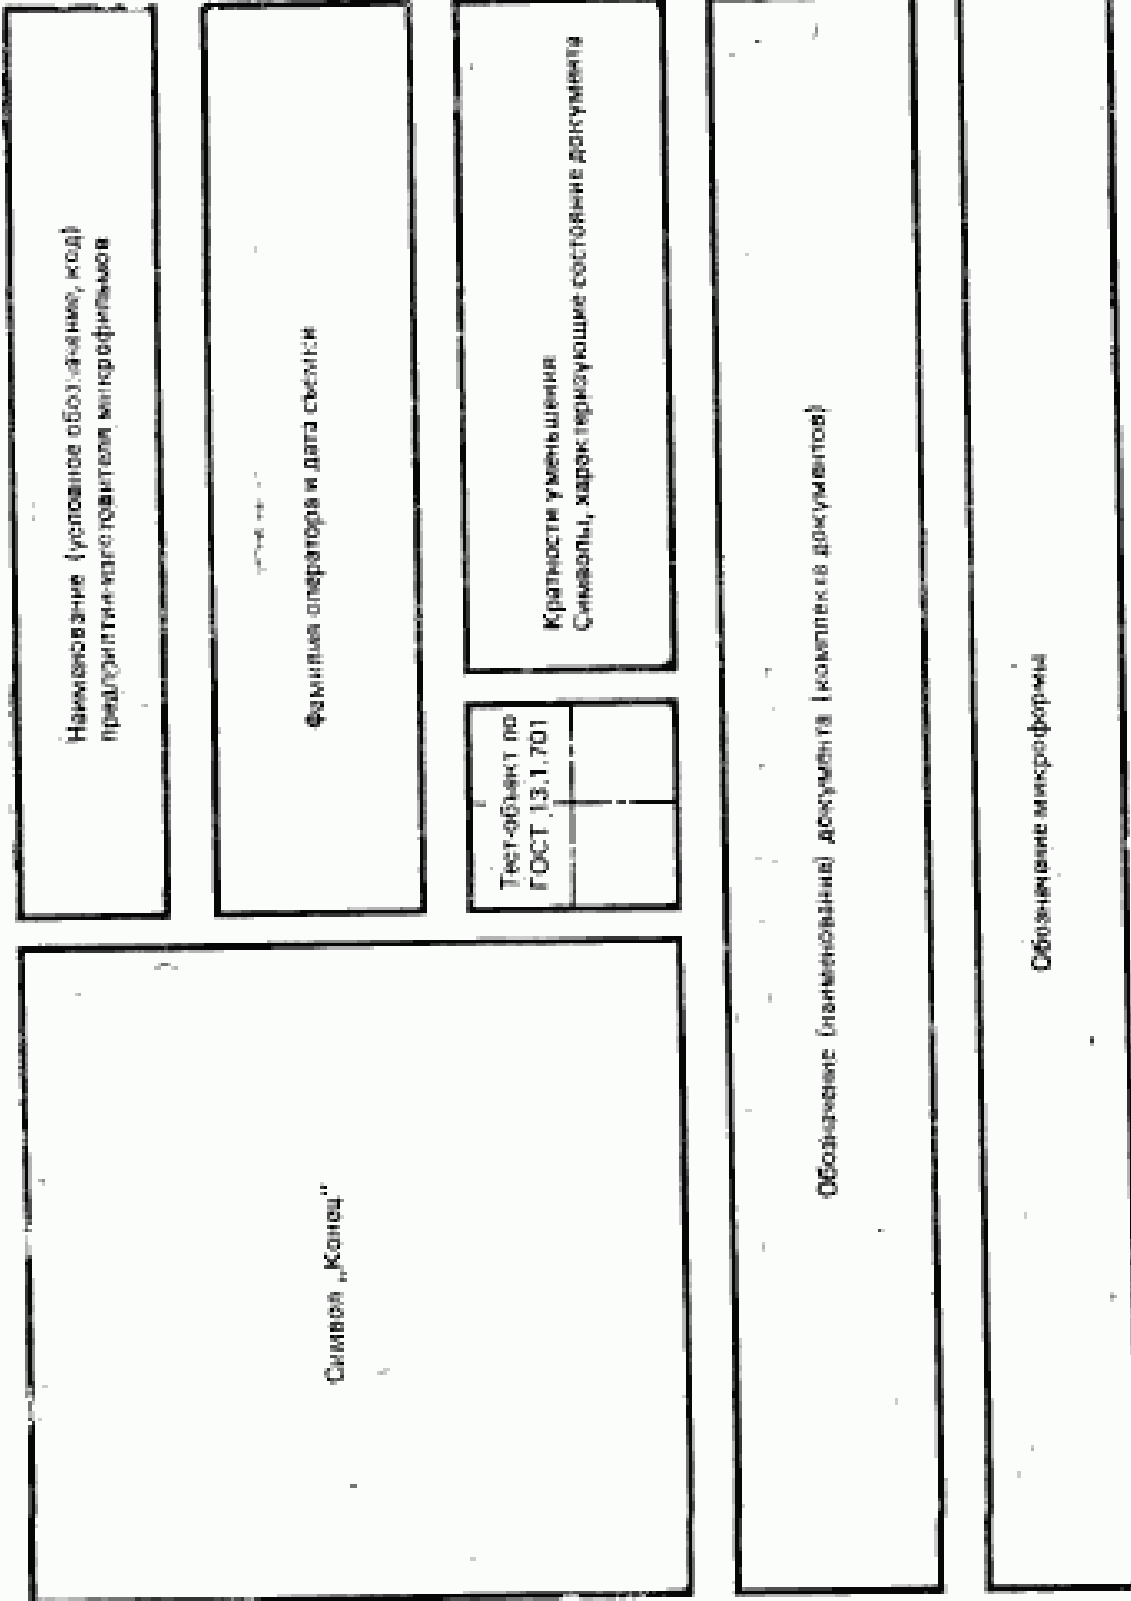 Наименование (условное обозначение, код)
предприятия-изготовителя микрофильмов
Фамилия оператора и дата съемки
Кратности уменьшения
Символы, характеризующие состояние документа
Тест-объект по
ГОСТ 13.1.701
Символ „Конец"
Обозначение (наименование) документа (комплекта документов)
Обозначение микроформы